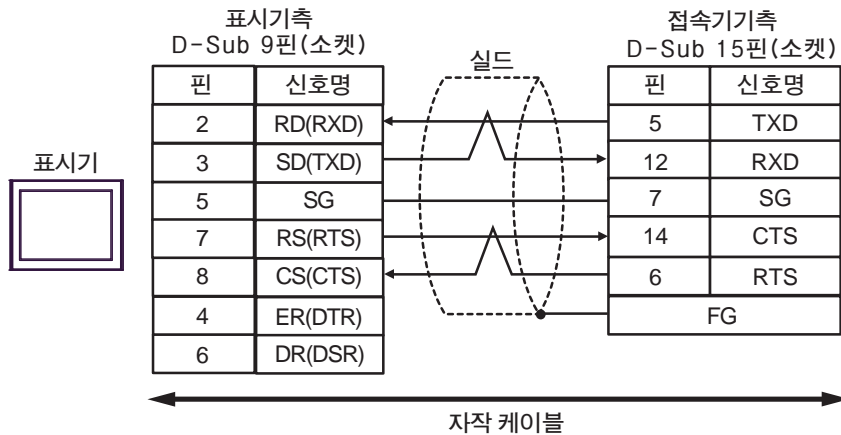 표시기측
D-Sub 9핀(소켓)
접속기기측
D-Sub 15핀(소켓)
실드
핀 신호명
2 RD(RXD)
3 SD(TXD)
5 SG
7 RS(RTS)
8 CS(CTS)
4 ER(DTR)
6 DR(DSR)
핀 신호명
5 TXD
12 RXD
7 SG
14 CTS
6 RTS
FG
표시기
자작 케이블